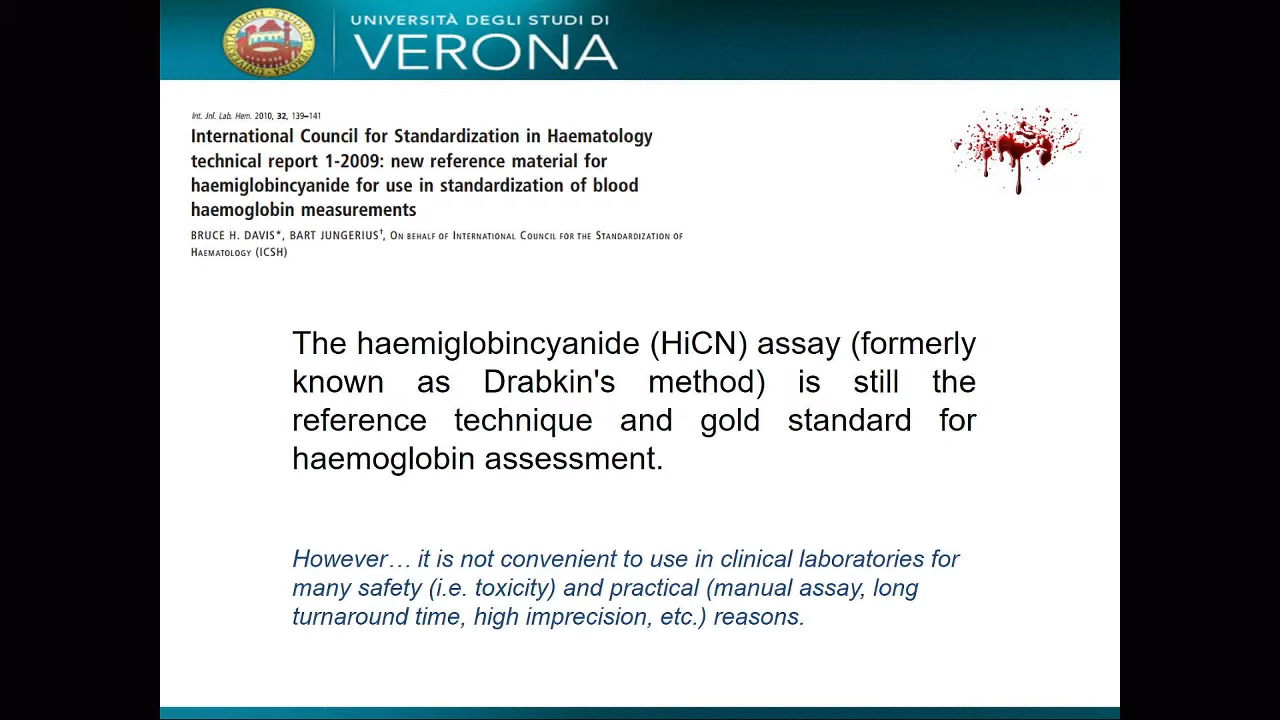 UNIVERSITÀ DEGLI STUDI DI
VERONA
Int. Jnl. Lab. Hem. 2010, 32, 139–141
International Council for Standardization in Haematology
technical report 1-2009: new reference material for
haemiglobincyanide for use in standardization of blood
haemoglobin measurements
BRUCE H. DAVIS*, BART JUNGERIUS†, ON BEHALF OF INTERNATIONAL COUNCIL FOR THE STANDARDIZATION OF
HAEMATOLOGY (ICSH)
The haemiglobincyanide (HiCN) assay (formerly
known as Drabkin's method) is still the
reference technique and gold standard for
haemoglobin assessment.
However… it is not convenient to use in clinical laboratories for
many safety (i.e. toxicity) and practical (manual assay, long
turnaround time, high imprecision, etc.) reasons.